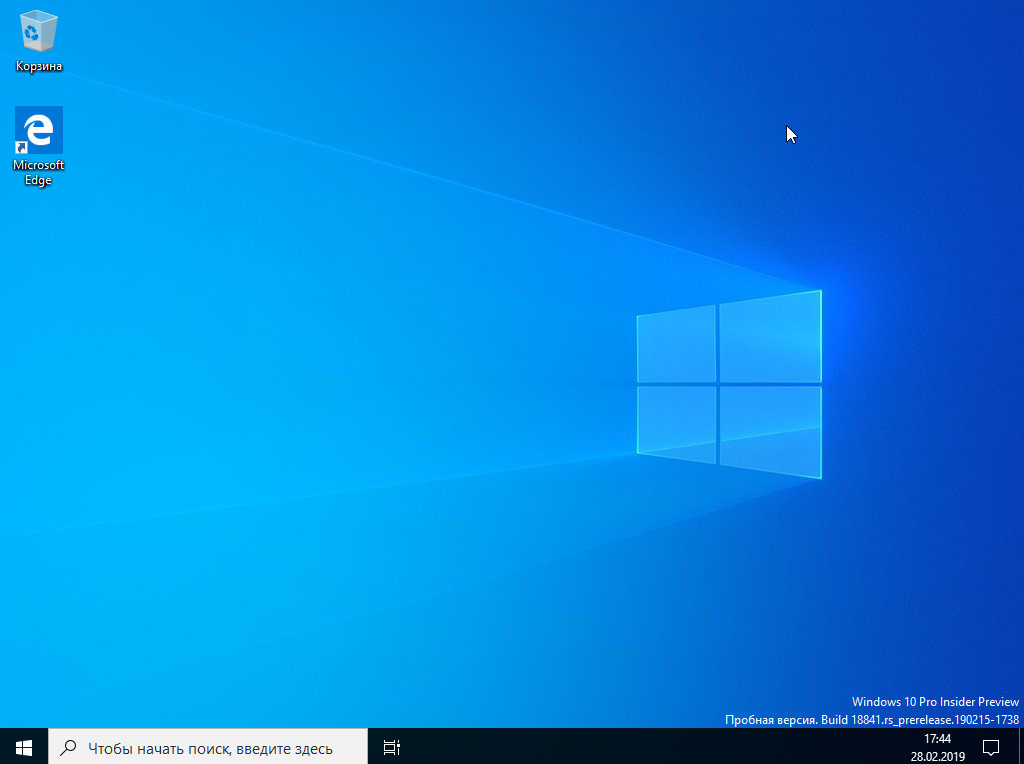 Корзина
Microsoft
Edge
Windows 10 Pro Insider Preview
Пробная версия. Build 18841.rs_prerelease.190215-1738
Чтобы начать поиск, введите здесь
17:44
28.02.2019